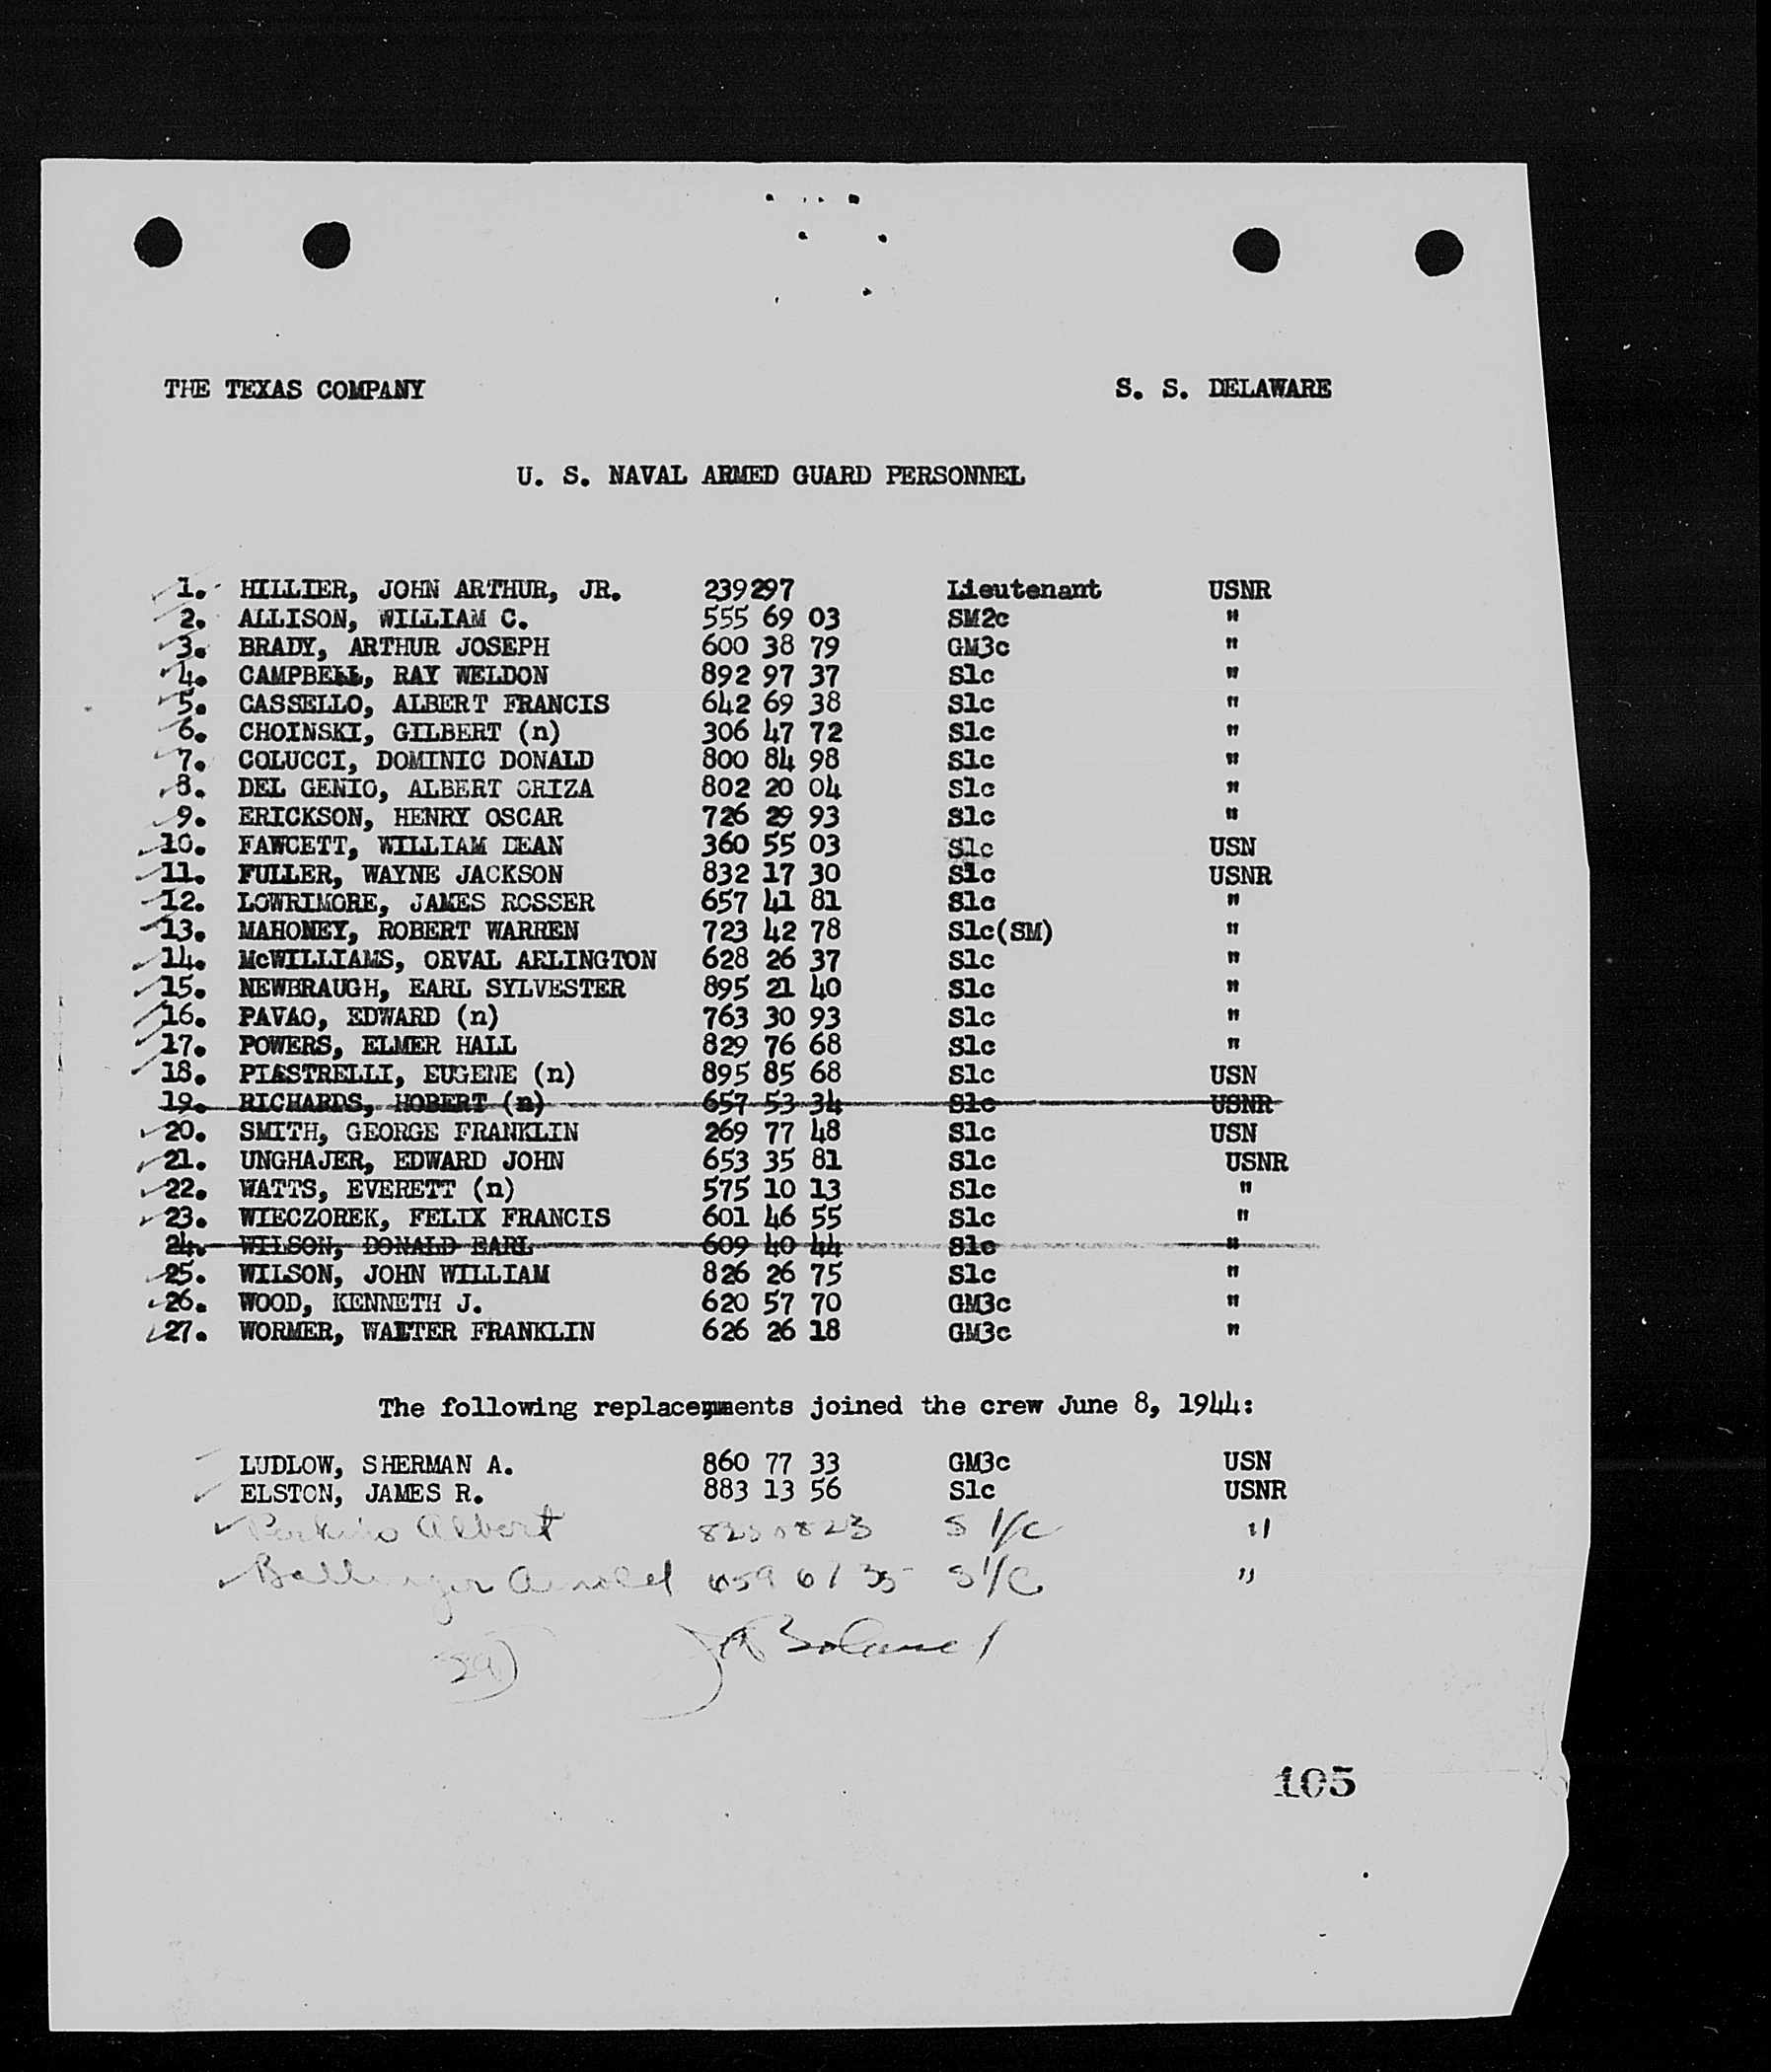 THE TEXAS COMPANY S. S. DELAWARE
U. S. NAVAL ARMED GUARD PERSONNEL
1. HILLIER, JOHN ARTHUR, JR. 239297 Lieutenant USNR
2. ALLISON, WILLIAM C. 555 69 03 SM2c "
3. BRADY, ARTHUR JOSEPH 600 38 79 GM3c "
4. CAMPBELL, RAY WELDON 892 97 37 S1c "
5. CASSELLO, ALBERT FRANCIS 642 69 38 S1c "
6. CHOINSKI, GILBERT (n) 306 47 72 S1c "
7. COLUCCI, DOMINIC DONALD 800 84 98 S1c "
8. DEL GENIO, ALBERT ORIZA 802 20 04 S1c "
9. ERICKSON, HENRY OSCAR 726 29 93 S1c "
10. FAWCETT, WILLIAM DEAN 360 55 03 S1c USN
11. FULLER, WAYNE JACKSON 832 17 30 S1c USNR
12. LOWRIMORE, JAMES ROSSER 657 41 81 S1c "
13. MAHONEY, ROBERT WARREN 723 42 78 S1c(SM) "
14. McWILLIAMS, ORVAL ARLINGTON 628 26 37 S1c "
15. NEWBRAUGH, EARL SYLVESTER 895 21 40 S1c "
16. PAVAO, EDWARD (n) 763 30 93 S1c "
17. POWERS, ELMER HALL 829 76 68 S1c "
18. PIASTRELLI, EUGENE (n) 895 85 68 S1c USN
19. RICHARDS, HOBERT (n) 657 53 34 S1c USNR
20. SMITH, GEORGE FRANKLIN 269 77 48 S1c USN
21. UNGHAJER, EDWARD JOHN 653 35 81 S1c USNR
22. WATTS, EVERETT (n) 575 10 13 S1c "
23. WIECZOREK, FELIX FRANCIS 601 46 55 S1c "
24. WILSON, DONALD EARL 609 40 44 S1c "
25. WILSON, JOHN WILLIAM 826 26 75 S1c "
26. WOOD, KENNETH J. 620 57 70 GM3c "
27. WORMER, WALTER FRANKLIN 626 26 18 GM3c "
The following replacements joined the crew June 8, 1944:
LUDLOW, SHERMAN A. 860 77 33 GM3c USN
ELSTON, JAMES R. 883 13 56 S1c USNR
Perkins Albert S 1/c "
Arnold S 1/C "
29
105